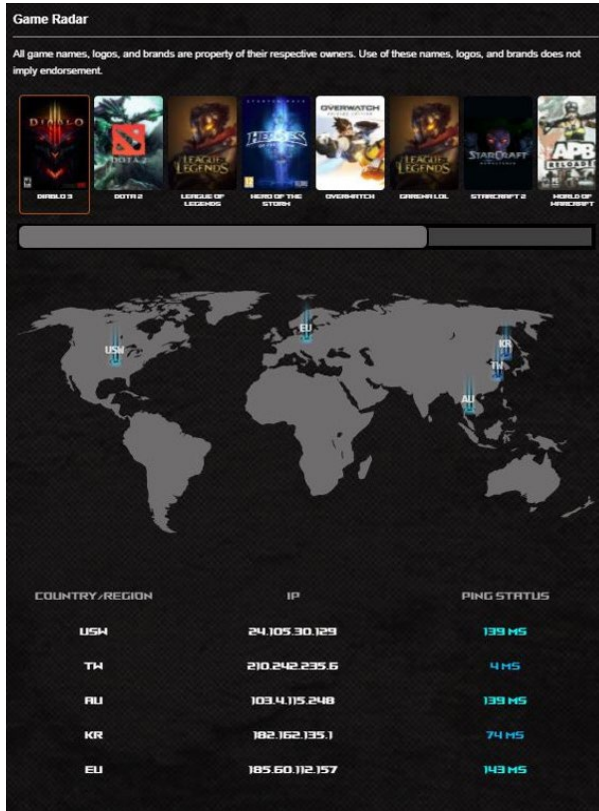 Game Radar
All game names, logos, and brands are property of their respective owners. Use of these names, logos, and brands does not
imply endorsement.
DIABLO
DOTA 2
LEAGUE OF
LEGENDS
STARTER PACK
HEROES
OVERWATCH
LEAGUE OF
LEGENDS
STARCRAFT
APB
RELOADED
DIABLO 3
DOTA 2
LEAGUE OF
LEGENDS
HERO OF THE
STORM
OVERWATCH
GARENA LOL
STARCRAFT 2
WORLD OF
WARCRAFT
EU
USW
KR
TW
AU
COUNTRY/REGION IP PING STATUS
USW 24.105.30.129 139 MS
TW 210.242.235.6 4 MS
AU 103.4.115.248 139 MS
KR 182.162.135.1 74 MS
EU 185.60.112.157 143 MS